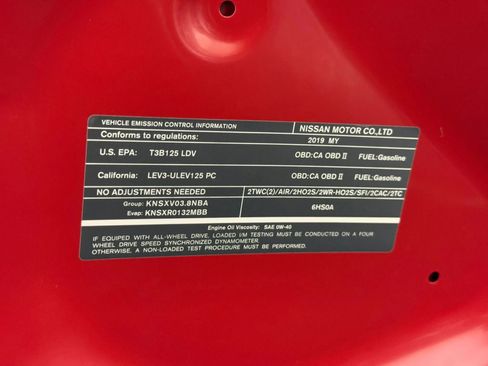 VEHICLE EMISSION CONTROL INFORMATION NISSAN MOTOR CO.,LTD
Conforms to regulations: 2019 MY
U.S. EPA: T3B125 LDV OBD:CA OBD II FUEL:Gasoline
California: LEV3-ULEV125 PC OBD:CA OBD II FUEL:Gasoline
NO ADJUSTMENTS NEEDED 2TWC(2)/AIR/2HO2S/2WR-HO2S/SFI/2CAC/2TC
Group: KNSXV03.8NBA
Evap: KNSXR0132MBB 6HS0A
Engine Oil Viscosity: SAE 0W-40
IF EQUIPPED WITH ALL-WHEEL DRIVE, LOADED I/M TESTING MUST BE CONDUCTED ON A FOUR
WHEEL DRIVE SPEED SYNCHRONIZED DYNAMOMETER.
OTHERWISE, A NON-LOADED TEST PROCEDURE MUST BE PERFORMED.